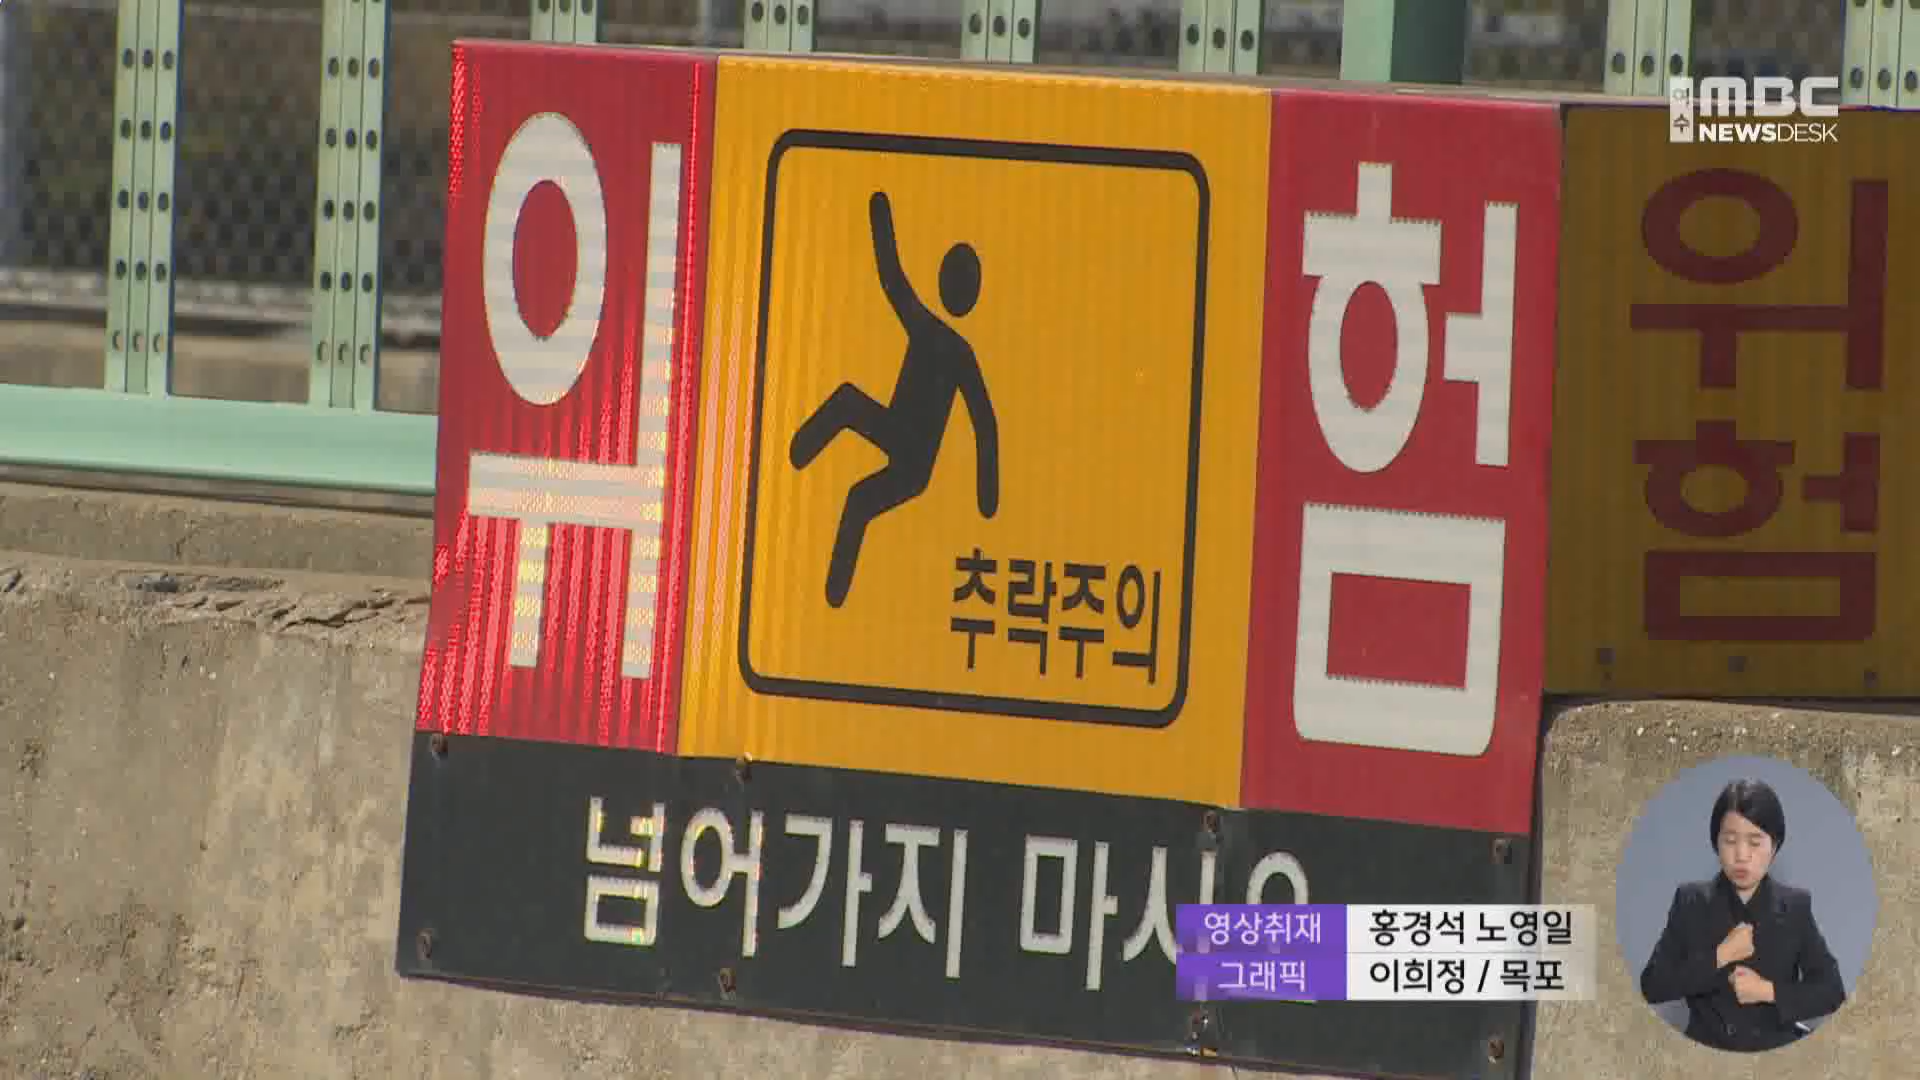 여수 MBC
NEWSDESK
위험
추락주의
위험
넘어가지 마시오
영상취재 홍경석 노영일
그래픽 이희정 / 목포